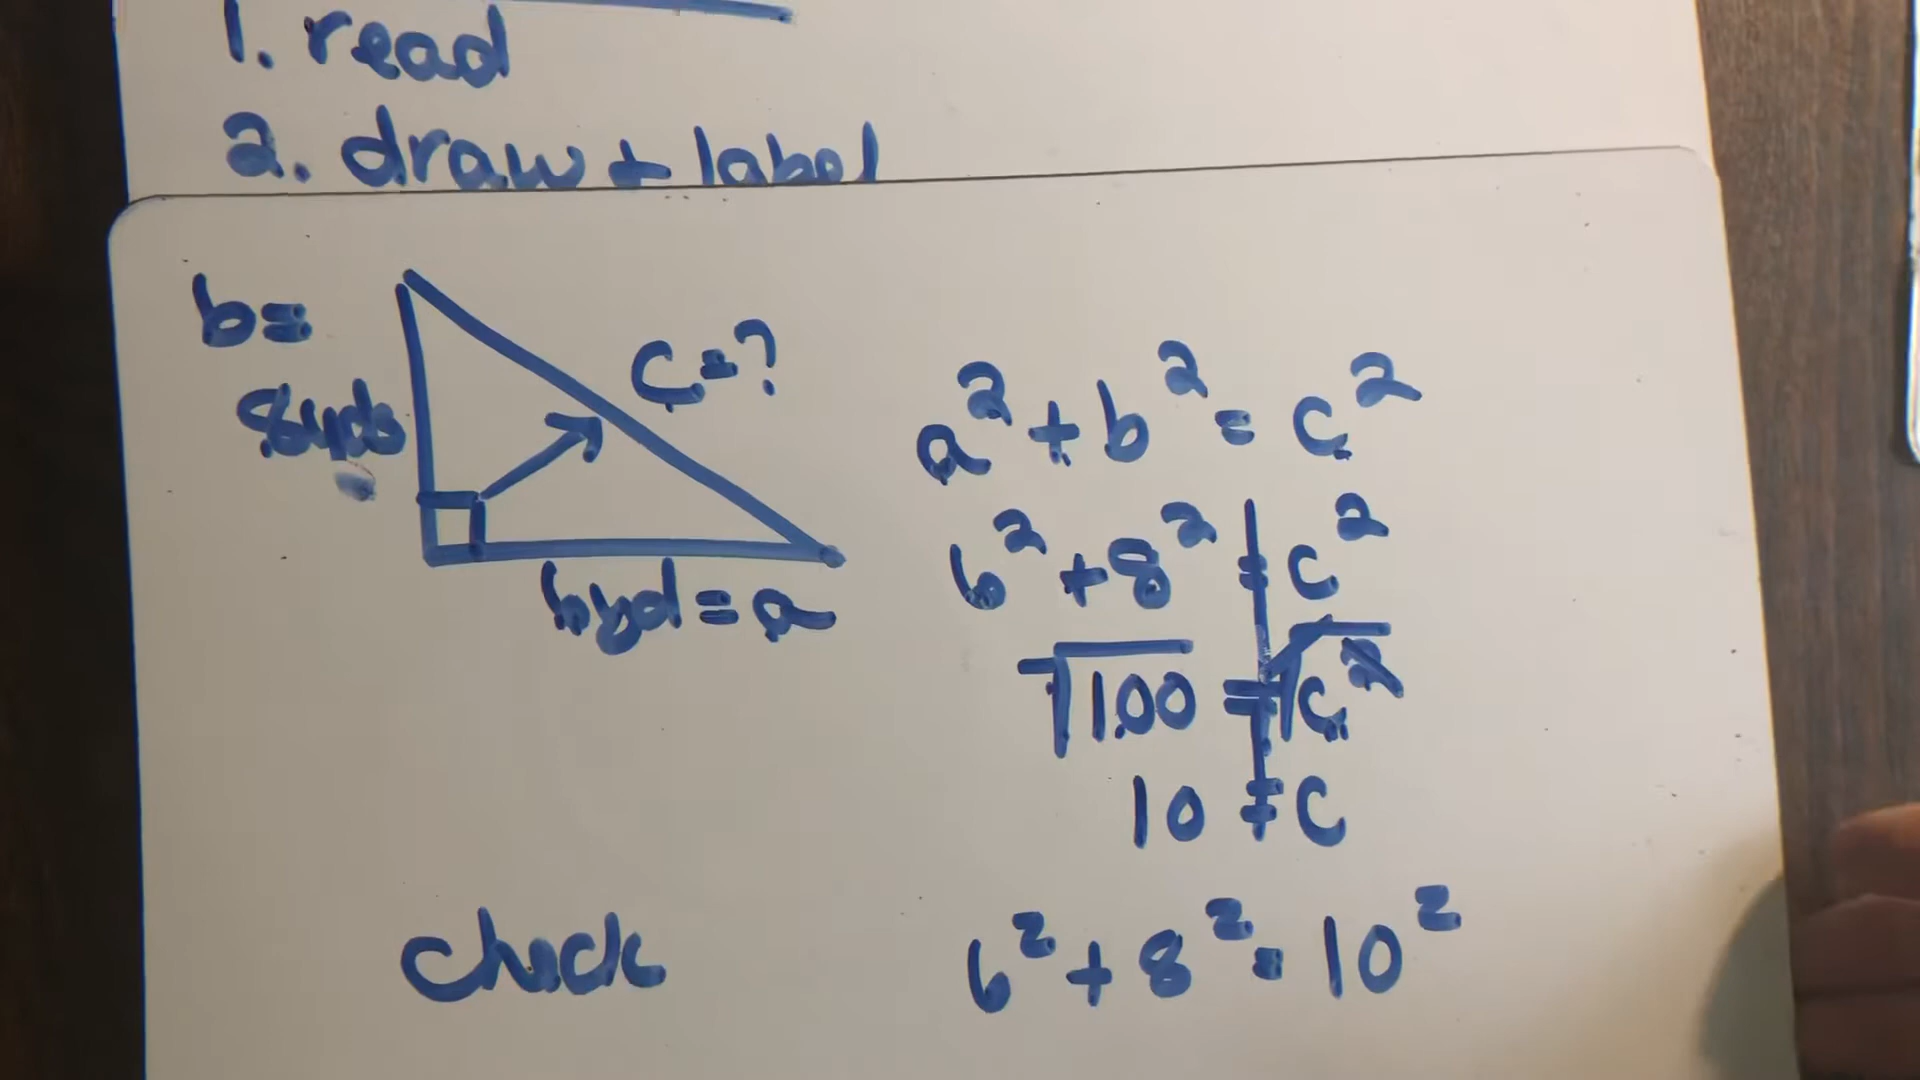 1. read
2. draw + label
b=
8yds
c=?
6yd = a
a² + b² = c²
6² + 8² = c²
√100 = √c²
10 = c
check
6² + 8² = 10²